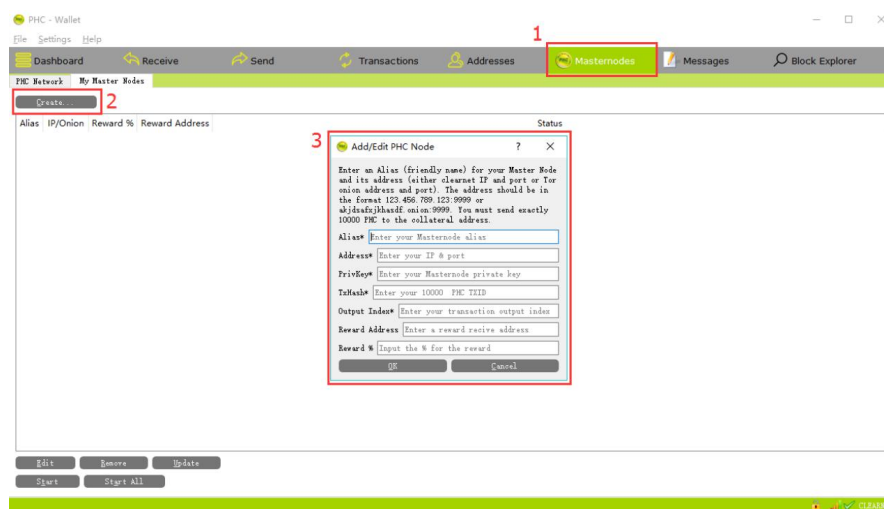 PHC - Wallet
File Settings Help
1
Dashboard Receive Send Transactions Addresses Masternodes Messages Block Explorer
PHC Network My Master Nodes
Create... 2
Alias IP/Onion Reward % Reward Address Status
3
Add/Edit PHC Node ?
Enter an Alias (friendly name) for your Master Node
and its address (either clearnet IP and port or Tor
onion address and port). The address should be in
the format 123.456.789.123:9999 or
akjdsafxjkhasdf.onion:9999. You must send exactly
10000 PHC to the collateral address.
Alias* Enter your Masternode alias
Address* Enter your IP & port
PrivKey* Enter your Masternode private key
TxHash* Enter your 10000 PHC TXID
Output Index* Enter your transaction output index
Reward Address Enter a reward recive address
Reward % Input the % for the reward
OK Cancel
Edit Remove Update
Start Start All